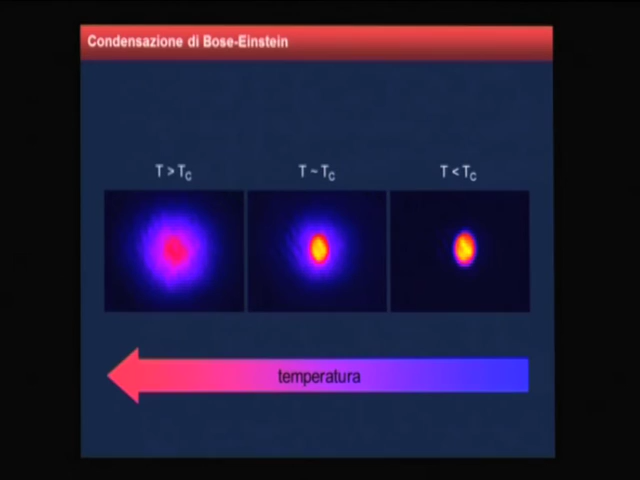 Condensazione di Bose-Einstein
T > T_C
T ~ T_C
T < T_C
temperatura